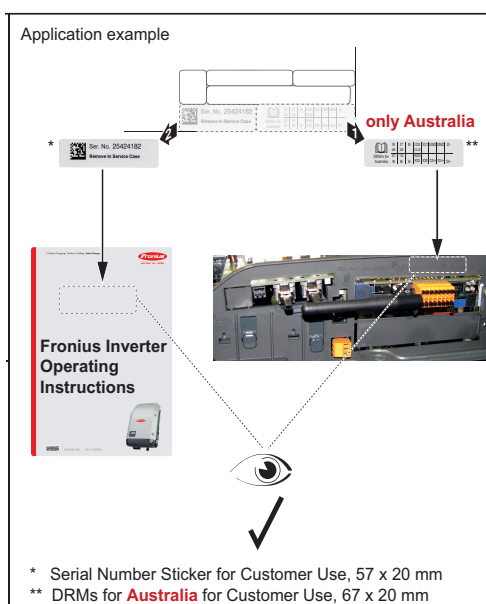 Application example
Ser. No. 25424182
Remove In Service Case
2
1
only Australia
*
Ser. No. 25424182
Remove In Service Case
DRMs for
Australia
**
Fronius
Fronius Inverter
Operating
Instructions
* Serial Number Sticker for Customer Use, 57 x 20 mm
** DRMs for Australia for Customer Use, 67 x 20 mm